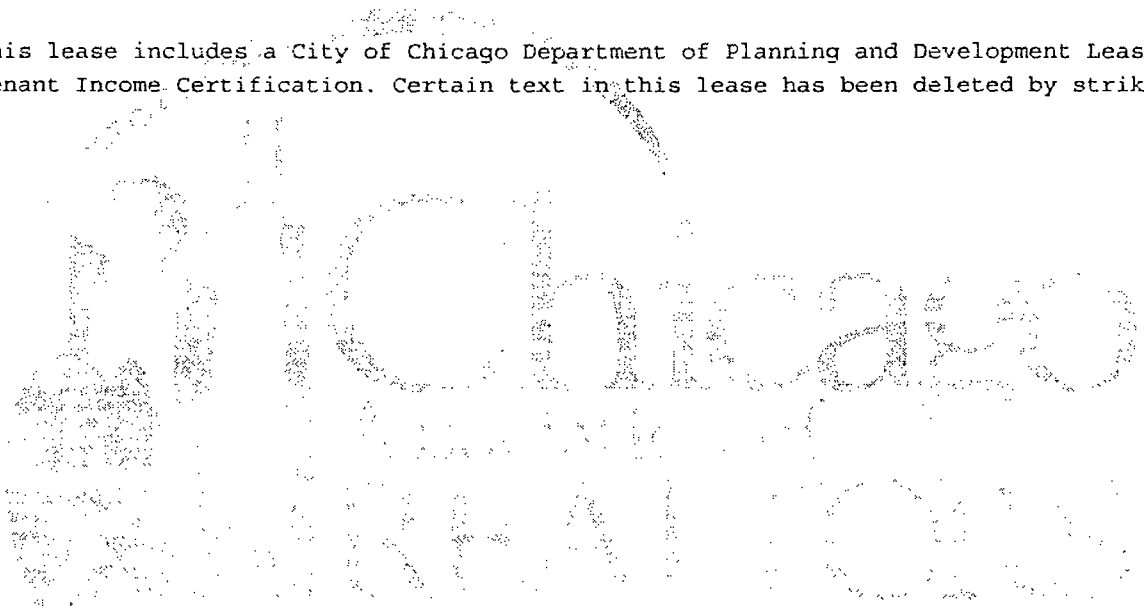 his lease includes a City of Chicago Department of Planning and Development Leas
enant Income Certification. Certain text in this lease has been deleted by strik
Chicago
REALTORS